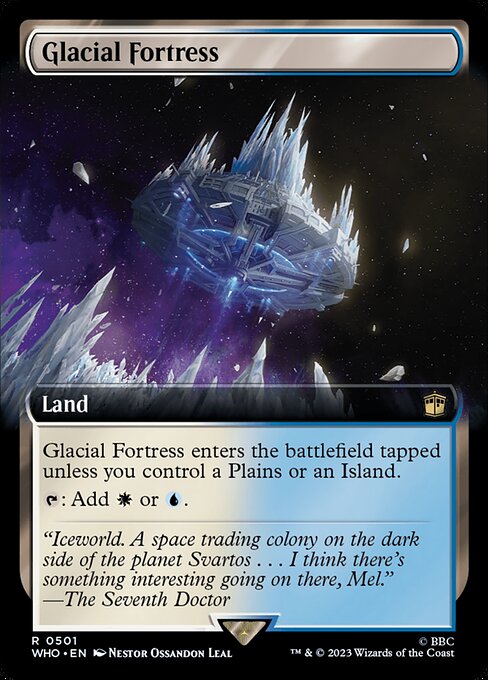 Glacial Fortress
Land
Glacial Fortress enters the battlefield tapped
unless you control a Plains or an Island.
: Add or .
“Iceworld. A space trading colony on the dark
side of the planet Svartos . . . I think there’s
something interesting going on there, Mel.”
—The Seventh Doctor
R 0501
© BBC
WHO • EN Nestor Ossandon Leal
™ & © 2023 Wizards of the Coast